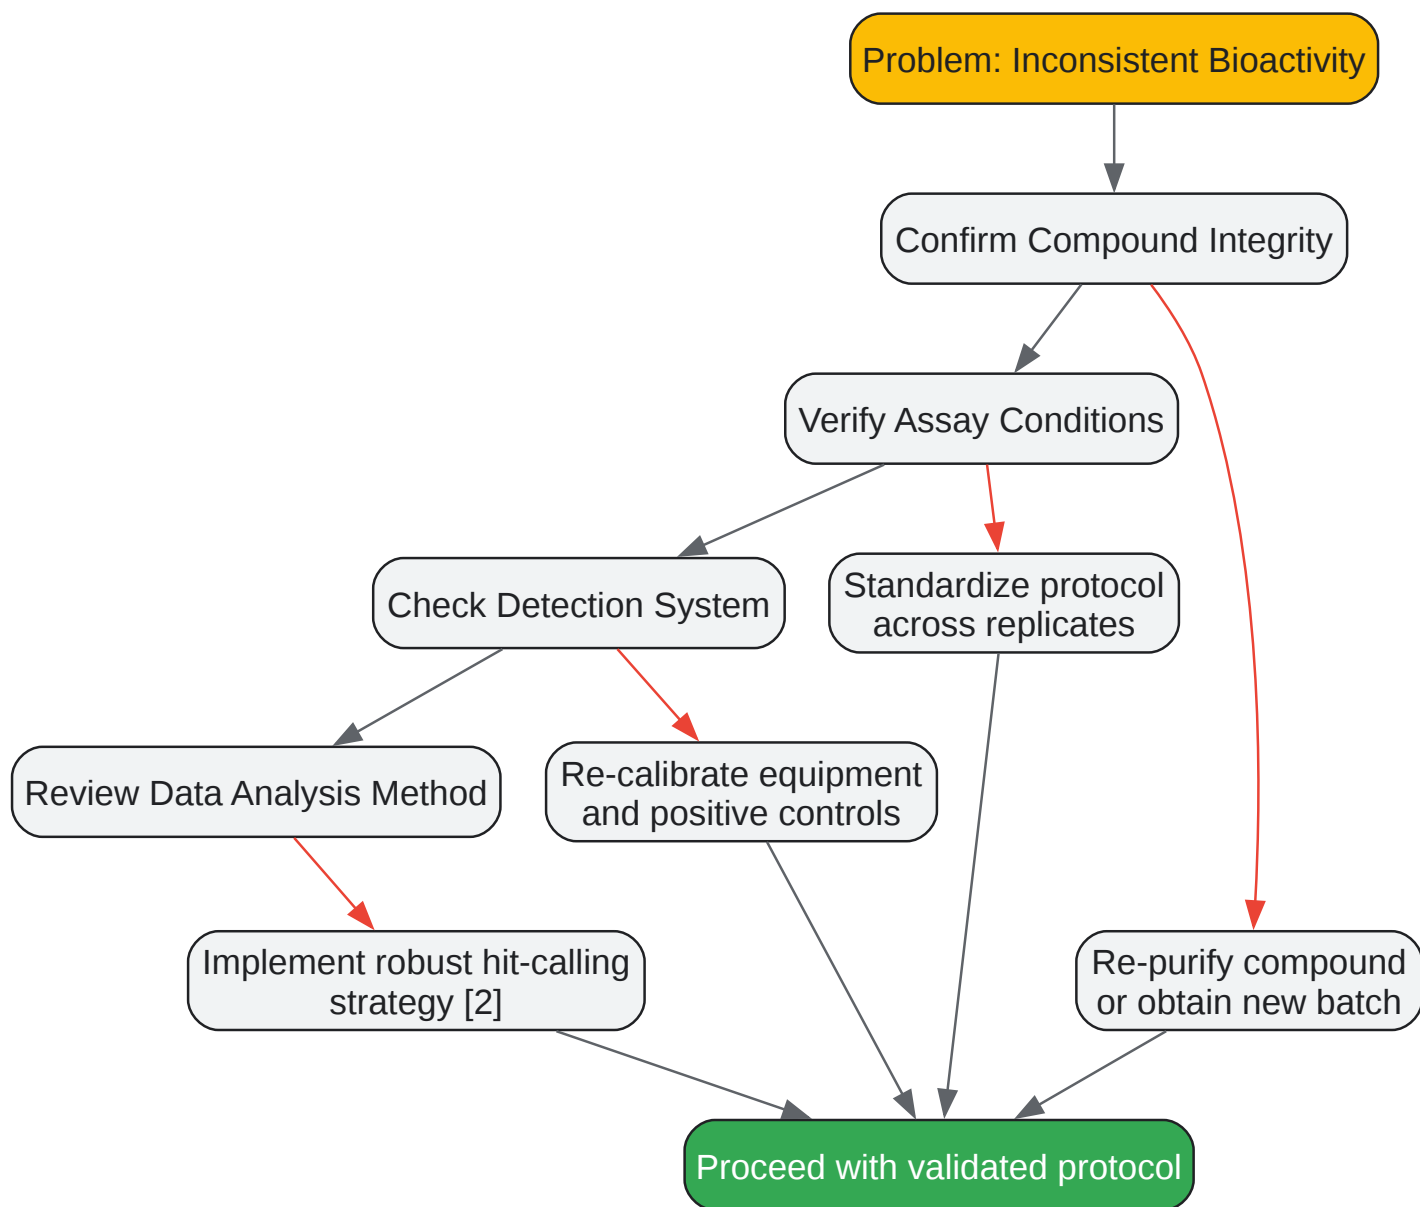 Problem: Inconsistent Bioactivity
Confirm Compound Integrity
Verify Assay Conditions
Check Detection System
Standardize protocol
across replicates
Review Data Analysis Method
Re-calibrate equipment
and positive controls
Implement robust hit-calling
strategy [2]
Re-purify compound
or obtain new batch
Proceed with validated protocol